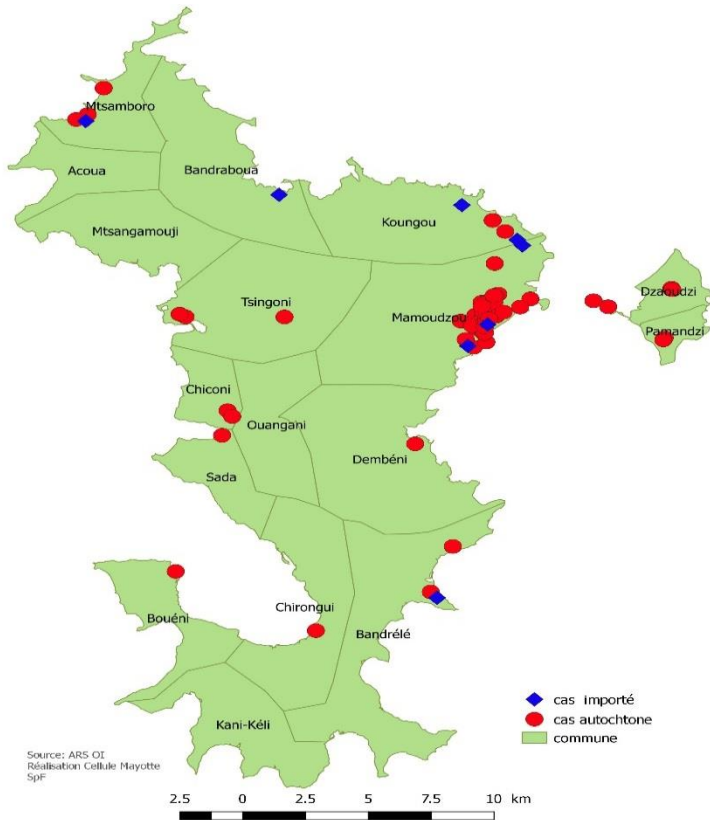 Mtsamboro
Acoua
Bandraboua
Koungou
Mtsangamouji
Dzaoudzi
Tsingoni
Mamoudzou
Pamandzi
Chiconi
Ouangani
Dembéni
Sada
Chirongui
Bouéni
Bandrélé
Kani-Kéli
cas importé
cas autochtone
commune
Source: ARS OI
Réalisation Cellule Mayotte
SpF
2.5 0 2.5 5 7.5 10 km